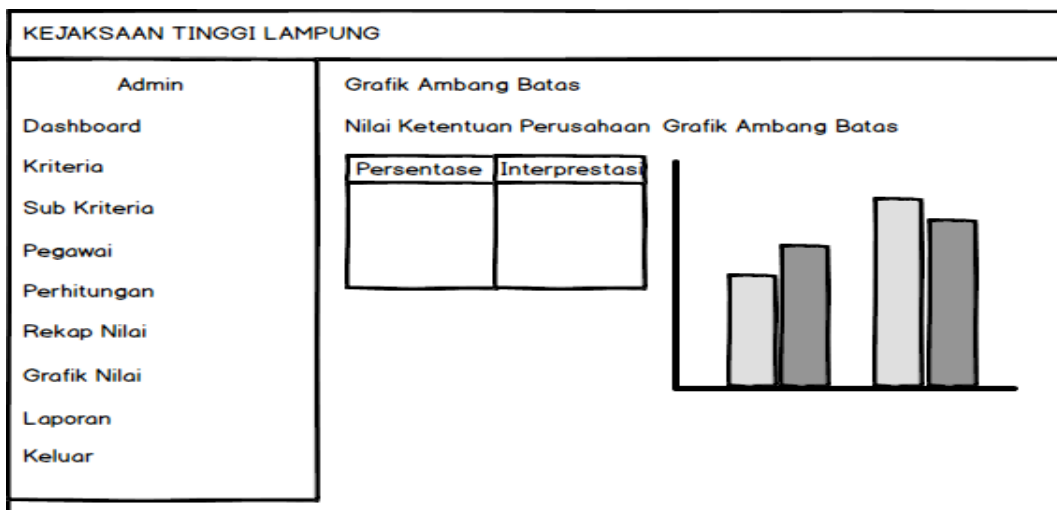 KEJAKSAAN TINGGI LAMPUNG
Admin
Dashboard
Kriteria
Sub Kriteria
Pegawai
Perhitungan
Rekap Nilai
Grafik Nilai
Laporan
Keluar
Grafik Ambang Batas
Nilai Ketentuan Perusahaan Grafik Ambang Batas
Persentase Interprestasi